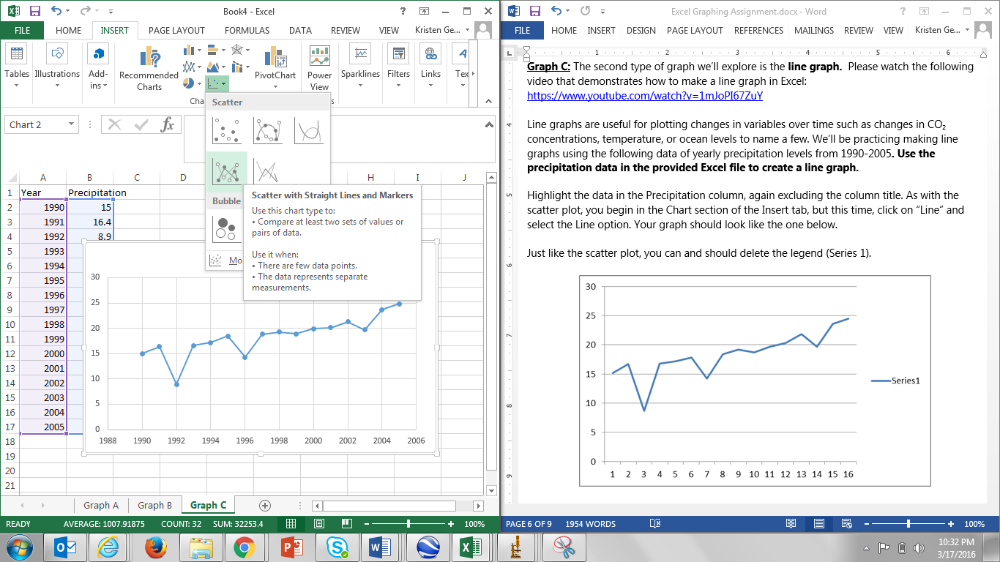 Book4 - Excel
?
FILE
HOME
INSERT
PAGE LAYOUT
FORMULAS
DATA
REVIEW
VIEW
Kristen Ge...
Tables
Illustrations
Add-
ins
Recommended
Charts
PivotChart
Power
View
Sparklines
Filters
Links
Tex
Cha
s
Scatter
Chart 2
fx
Bubble
Mo
Scatter with Straight Lines and Markers
Use this chart type to:
• Compare at least two sets of values or
pairs of data.
Use it when:
• There are few data points.
• The data represents separate
measurements.
A B C D H I J
1 Year Precipitation
2 1990 15
3 1991 16.4
4 1992 8.9
5 1993
6 1994
7 1995
8 1996
9 1997
10 1998
11 1999
12 2000
13 2001
14 2002
15 2003
16 2004
17 2005
18
19
20
21
30
25
20
15
10
5
0
1988 1990 1992 1994 1996 1998 2000 2002 2004 2006
Graph A
Graph B
Graph C
READY
AVERAGE: 1007.91875
COUNT: 32
SUM: 32253.4
100%
Excel Graphing Assignment.docx - Word
?
FILE
HOME
INSERT
DESIGN
PAGE LAYOUT
REFERENCES
MAILINGS
REVIEW
VIEW
Kristen Ge...
L
1 2 3 4 5 6
4
5
6
7
8
9
Graph C: The second type of graph we'll explore is the line graph. Please watch the following
video that demonstrates how to make a line graph in Excel:
https://www.youtube.com/watch?v=1mJoPI67ZuY
Line graphs are useful for plotting changes in variables over time such as changes in CO₂
concentrations, temperature, or ocean levels to name a few. We'll be practicing making line
graphs using the following data of yearly precipitation levels from 1990-2005. Use the
precipitation data in the provided Excel file to create a line graph.
Highlight the data in the Precipitation column, again excluding the column title. As with the
scatter plot, you begin in the Chart section of the Insert tab, but this time, click on "Line" and
select the Line option. Your graph should look like the one below.
Just like the scatter plot, you can and should delete the legend (Series 1).
30
25
20
15
10
5
0
1 2 3 4 5 6 7 8 9 10 11 12 13 14 15 16
Series1
PAGE 6 OF 9
1954 WORDS
100%
10:32 PM
3/17/2016